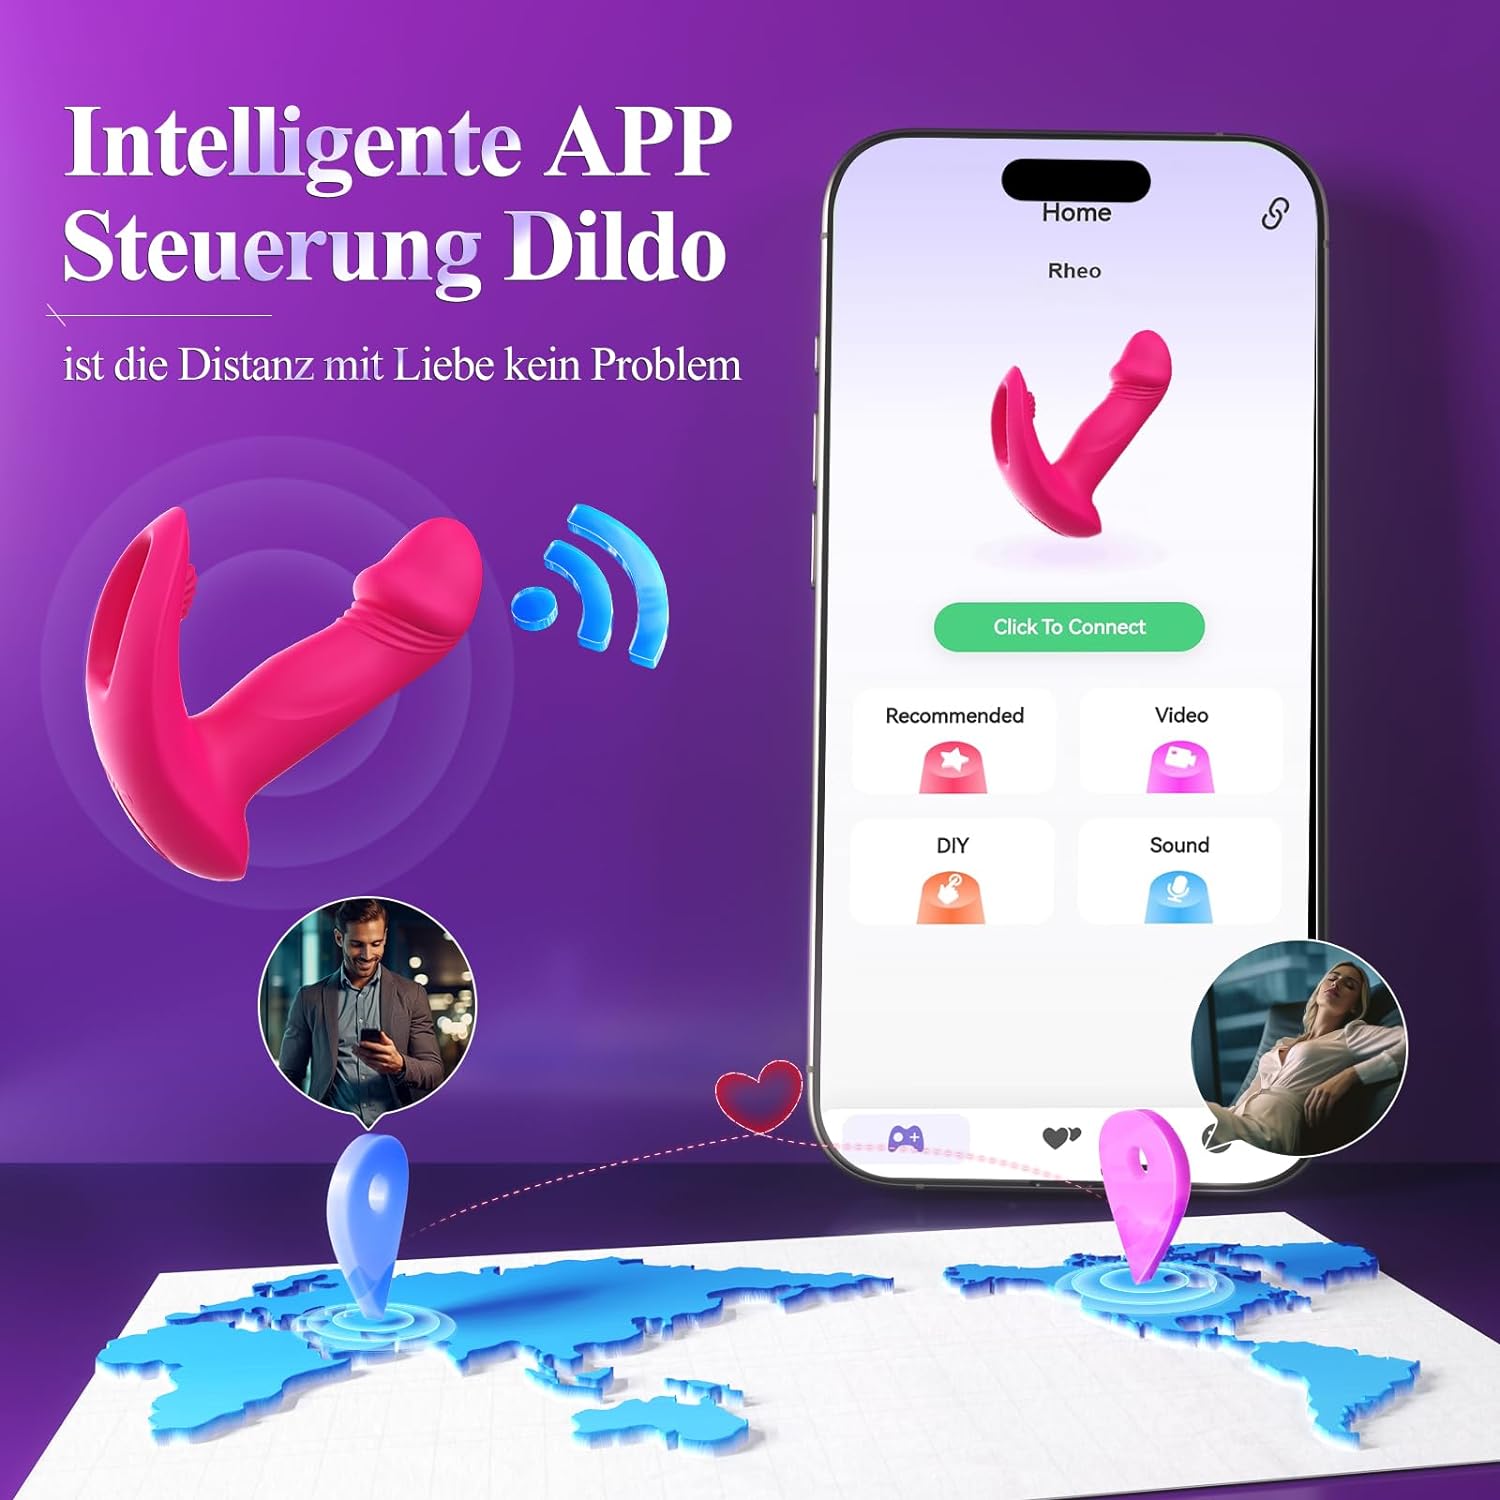 Intelligente APP
Steuerung Dildo
ist die Distanz mit Liebe kein Problem
Home
Rheo
Click To Connect
Recommended
Video
DIY
Sound